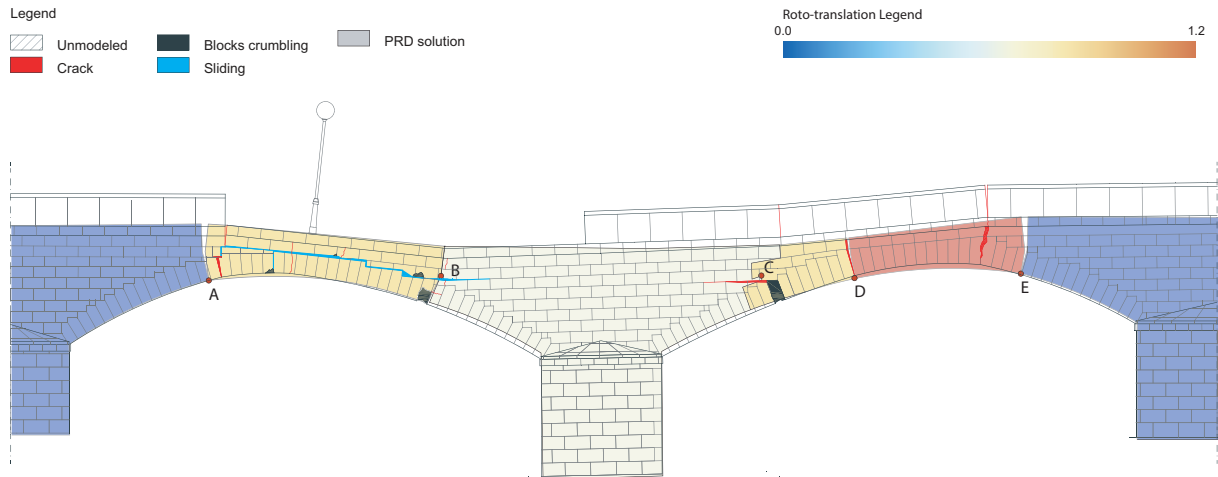 Legend
Unmodeled
Blocks crumbling
PRD solution
Crack
Sliding
Roto-translation Legend
0.0
1.2
A
B
C
D
E